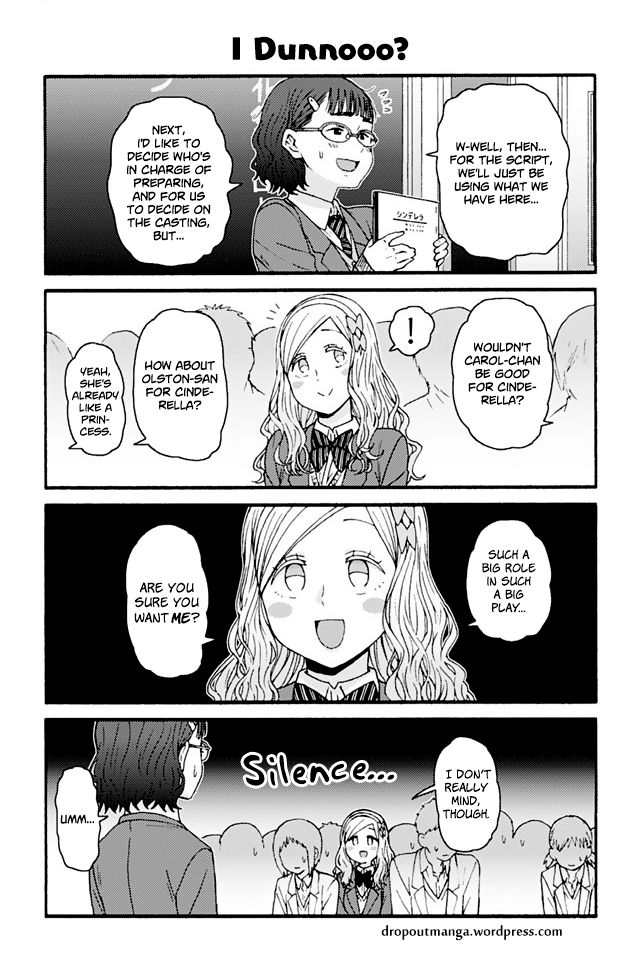 I Dunnooo?
W-WELL, THEN...
FOR THE SCRIPT,
WE'LL JUST BE
USING WHAT WE
HAVE HERE...
シンデレラ
NEXT,
I'D LIKE TO
DECIDE WHO'S
IN CHARGE OF
PREPARING,
AND FOR US
TO DECIDE ON
THE CASTING,
BUT...
WOULDN'T
CAROL-CHAN
BE GOOD
FOR CINDE-
RELLA?
!
HOW ABOUT
OLSTON-SAN
FOR CINDE-
RELLA?
YEAH,
SHE'S
ALREADY
LIKE A
PRIN-
CESS.
SUCH A
BIG ROLE
IN SUCH
A BIG
PLAY...
ARE YOU
SURE YOU
WANT ME?
I DON'T
REALLY
MIND,
THOUGH.
Silence...
UMM...
dropoutmanga.wordpress.com